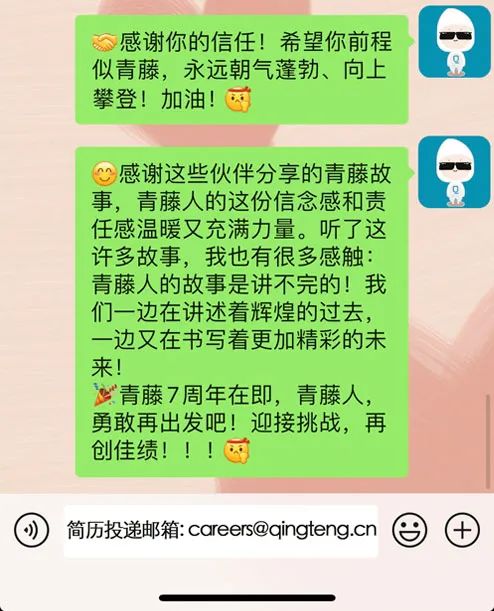 🤝感谢你的信任！希望你前程
似青藤，永远朝气蓬勃、向上
攀登！加油！
😊感谢这些伙伴分享的青藤故
事，青藤人的这份信念感和责
任感温暖又充满力量。听了这
许多故事，我也有很多感触：
青藤人的故事是讲不完的！我
们一边在讲述着辉煌的过去，
一边又在书写着更加精彩的未
来！
🎉青藤7周年在即，青藤人，
勇敢再出发吧！迎接挑战，再
创佳绩！！！
简历投递邮箱: careers@qingteng.cn